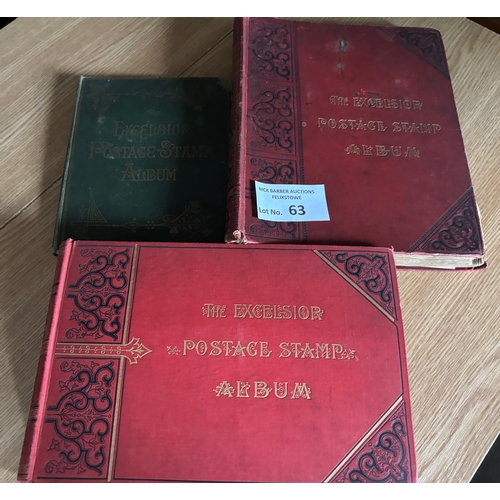 EXCELSIOR
POSTAGE STAMP
ALBUM
THE EXCELSIOR
POSTAGE STAMP
ALBUM
NICK BARBER AUCTIONS
FELIXSTOWE
Lot No. 63
THE EXCELSIOR
POSTAGE STAMP
ALBUM